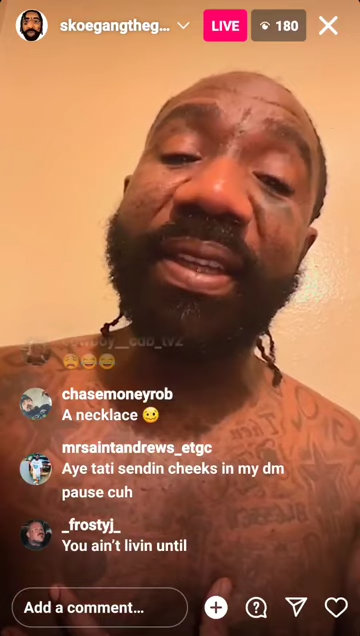 skoegangtheg...
LIVE
180
😩😂😂
chasemoneyrob
A necklace 🥴
mrsaintandrews_etgc
Aye tati sendin cheeks in my dm
pause cuh
_frostyj_
You ain't livin until
Add a comment...